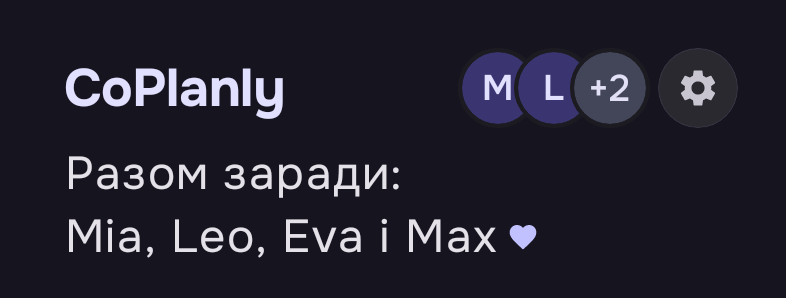 CoPlanly
M L +2
Разом заради:
Mia, Leo, Eva і Max